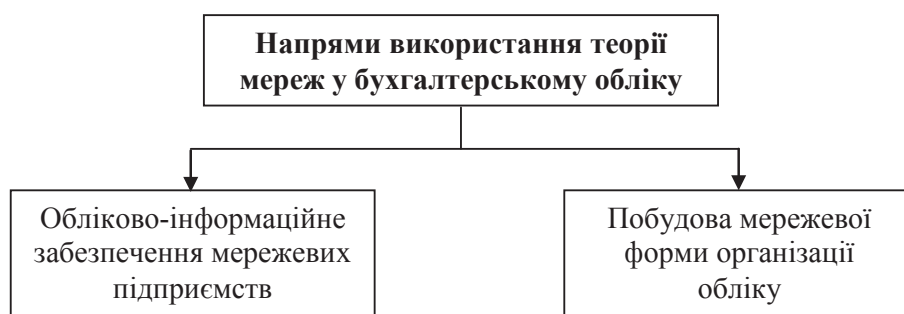 Напрями використання теорії
мереж у бухгалтерському обліку
Обліково-інформаційне
забезпечення мережевих
підприємств
Побудова мережевої
форми організації
обліку